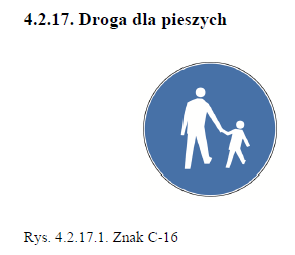 4.2.17. Droga dla pieszych
Rys. 4.2.17.1. Znak C-16